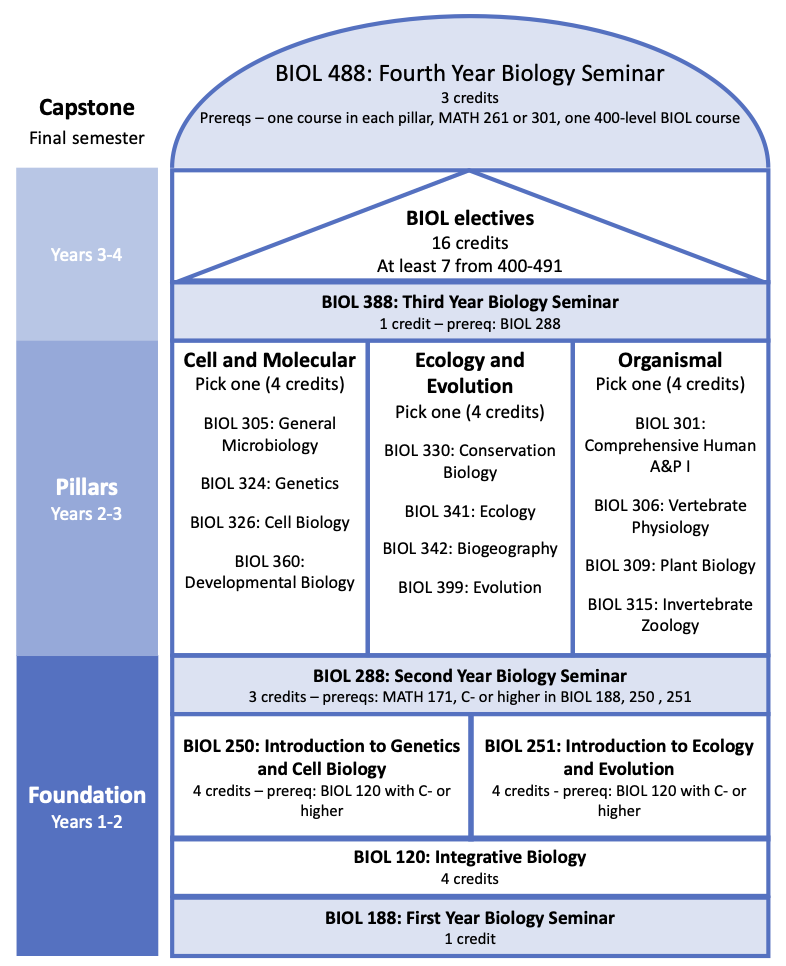 BIOL 488: Fourth Year Biology Seminar
3 credits
Prereqs – one course in each pillar, MATH 261 or 301, one 400-level BIOL course
Capstone
Final semester
Years 3-4
BIOL electives
16 credits
At least 7 from 400-491
BIOL 388: Third Year Biology Seminar
1 credit – prereq: BIOL 288
Pillars
Years 2-3
Cell and Molecular
Pick one (4 credits)
BIOL 305: General
Microbiology
BIOL 324: Genetics
BIOL 326: Cell Biology
BIOL 360:
Developmental Biology
Ecology and
Evolution
Pick one (4 credits)
BIOL 330: Conservation
Biology
BIOL 341: Ecology
BIOL 342: Biogeography
BIOL 399: Evolution
Organismal
Pick one (4 credits)
BIOL 301:
Comprehensive Human
A&P I
BIOL 306: Vertebrate
Physiology
BIOL 309: Plant Biology
BIOL 315: Invertebrate
Zoology
Foundation
Years 1-2
BIOL 288: Second Year Biology Seminar
3 credits – prereqs: MATH 171, C- or higher in BIOL 188, 250 , 251
BIOL 250: Introduction to Genetics
and Cell Biology
4 credits – prereq: BIOL 120 with C- or
higher
BIOL 251: Introduction to Ecology
and Evolution
4 credits - prereq: BIOL 120 with C- or
higher
BIOL 120: Integrative Biology
4 credits
BIOL 188: First Year Biology Seminar
1 credit